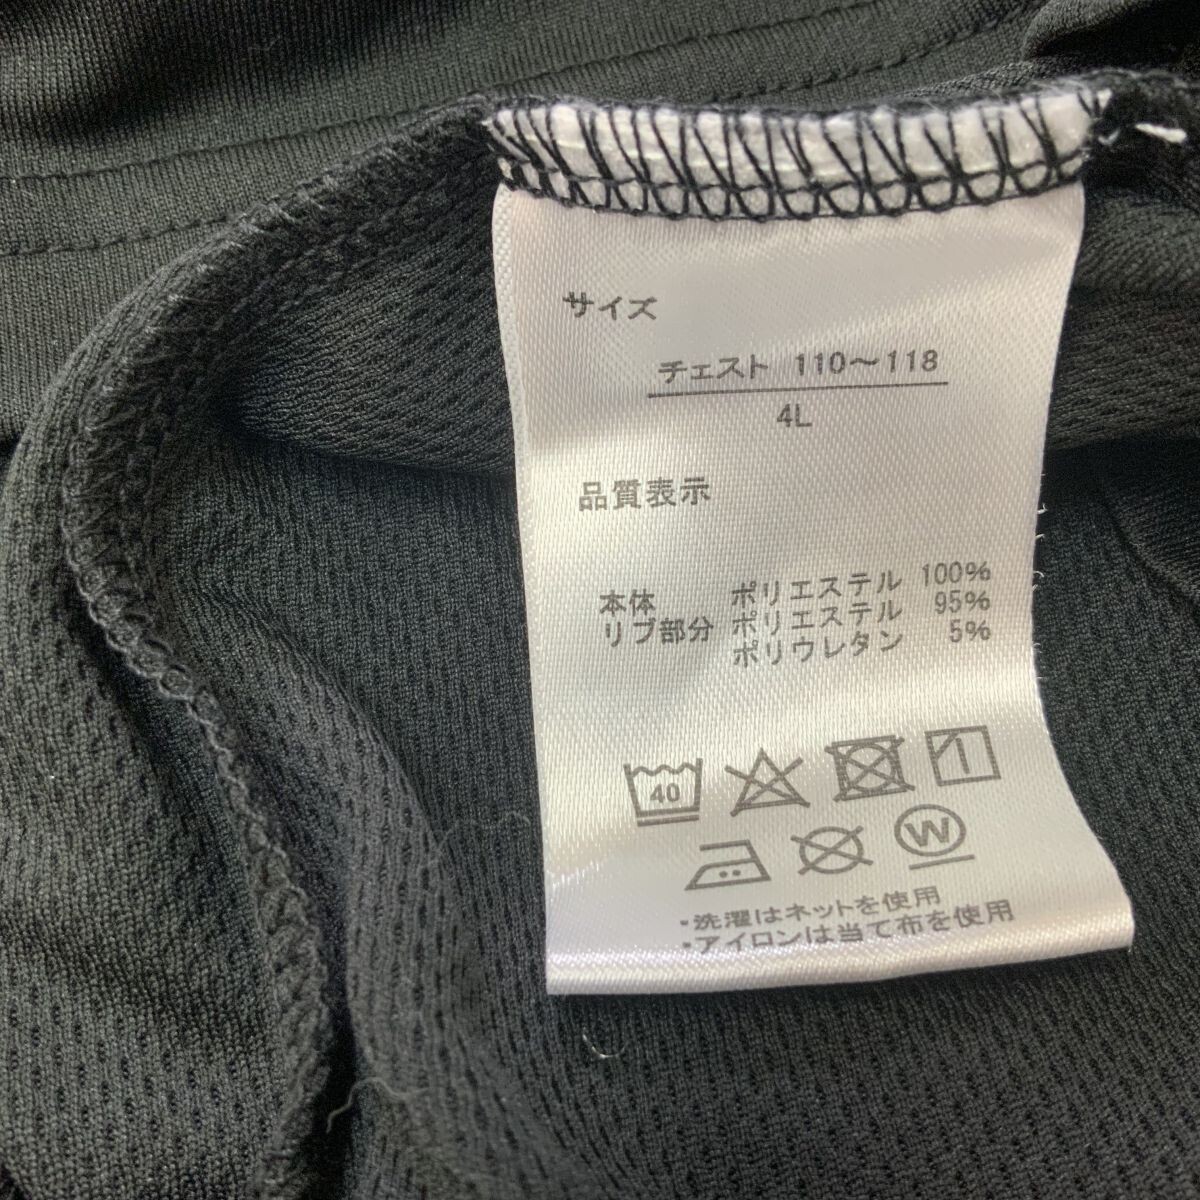 サイズ
チェスト 110～118
4L
品質表示
本体 ポリエステル 100%
リブ部分 ポリエステル 95%
ポリウレタン 5%
40
W
・洗濯はネットを使用
・アイロンは当て布を使用